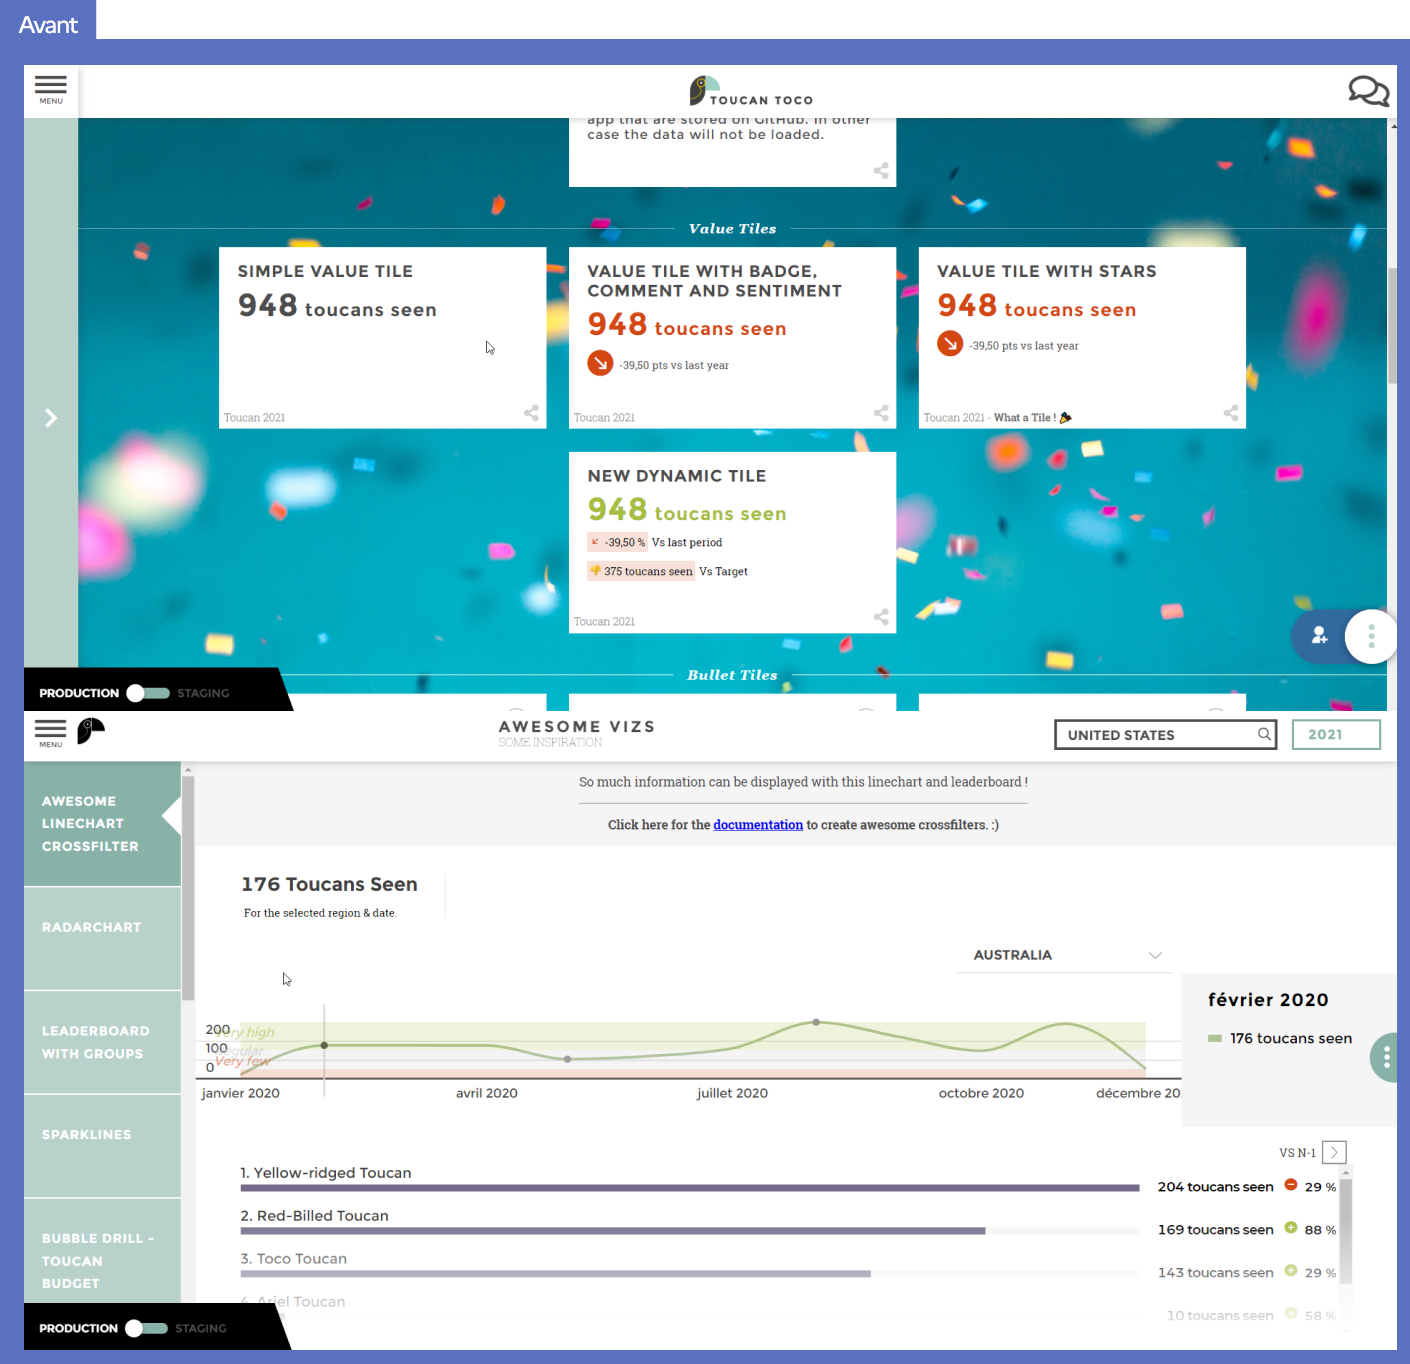 Avant
MENU
TOUCAN TOCO
app that are stored on GitHub. In other
case the data will not be loaded.
Value Tiles
SIMPLE VALUE TILE
948 toucans seen
Toucan 2021
VALUE TILE WITH BADGE,
COMMENT AND SENTIMENT
948 toucans seen
-39,50 pts vs last year
Toucan 2021
VALUE TILE WITH STARS
948 toucans seen
-39,50 pts vs last year
Toucan 2021 - What a Tile !
NEW DYNAMIC TILE
948 toucans seen
-39,50 % Vs last period
375 toucans seen Vs Target
Toucan 2021
Bullet Tiles
PRODUCTION STAGING
MENU
AWESOME VIZS
SOME INSPIRATION
UNITED STATES
2021
AWESOME
LINECHART
CROSSFILTER
RADARCHART
LEADERBOARD
WITH GROUPS
SPARKLINES
BUBBLE DRILL -
TOUCAN
BUDGET
So much information can be displayed with this linechart and leaderboard !
Click here for the documentation to create awesome crossfilters. :)
176 Toucans Seen
For the selected region & date.
AUSTRALIA
février 2020
176 toucans seen
200
Very high
100
Regular
0
Very few
janvier 2020
avril 2020
juillet 2020
octobre 2020
décembre 20
VS N-1
1. Yellow-ridged Toucan
204 toucans seen 29 %
2. Red-Billed Toucan
169 toucans seen 88 %
3. Toco Toucan
143 toucans seen 29 %
4. Ariel Toucan
10 toucans seen 58 %
PRODUCTION STAGING